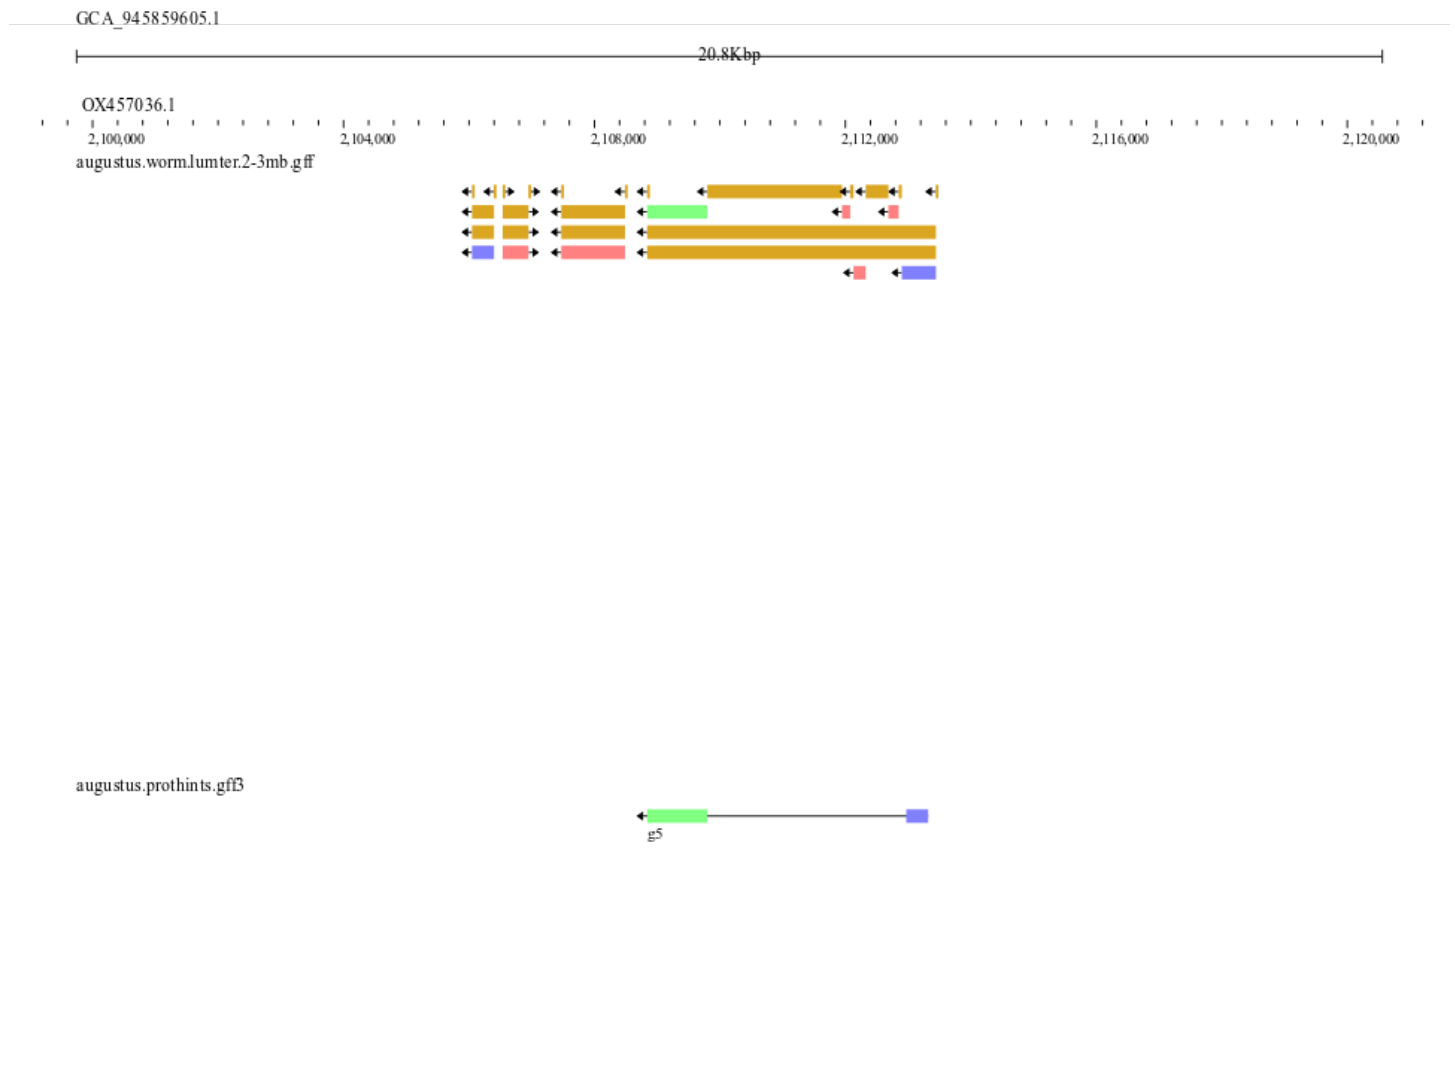 GCA_945859605.1
20.8Kbp
OX457036.1
2,100,000 2,104,000 2,108,000 2,112,000 2,116,000 2,120,000
augustus.worm.lumter.2-3mb.gff
augustus.prothints.gff3
g5